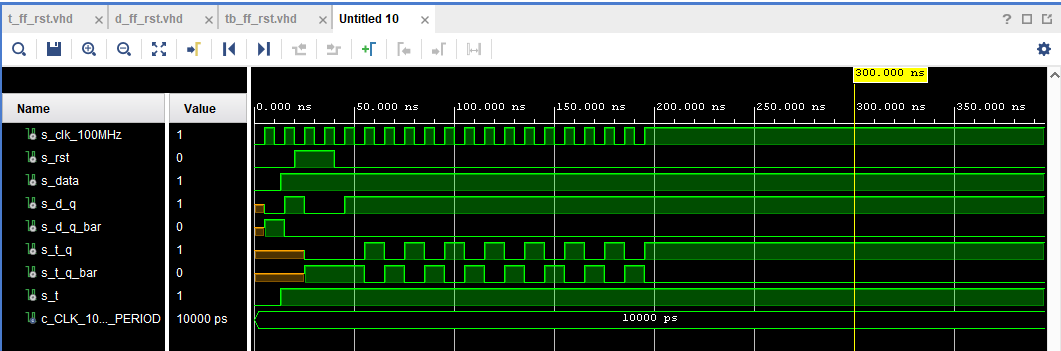 t_ff_rst.vhd × d_ff_rst.vhd × tb_ff_rst.vhd × Untitled 10 × ?
300.000 ns
Name Value
0.000 ns 50.000 ns 100.000 ns 150.000 ns 200.000 ns 250.000 ns 300.000 ns 350.000 ns
s_clk_100MHz 1
s_rst 0
s_data 1
s_d_q 1
s_d_q_bar 0
s_t_q 1
s_t_q_bar 0
s_t 1
c_CLK_10..._PERIOD 10000 ps 10000 ps